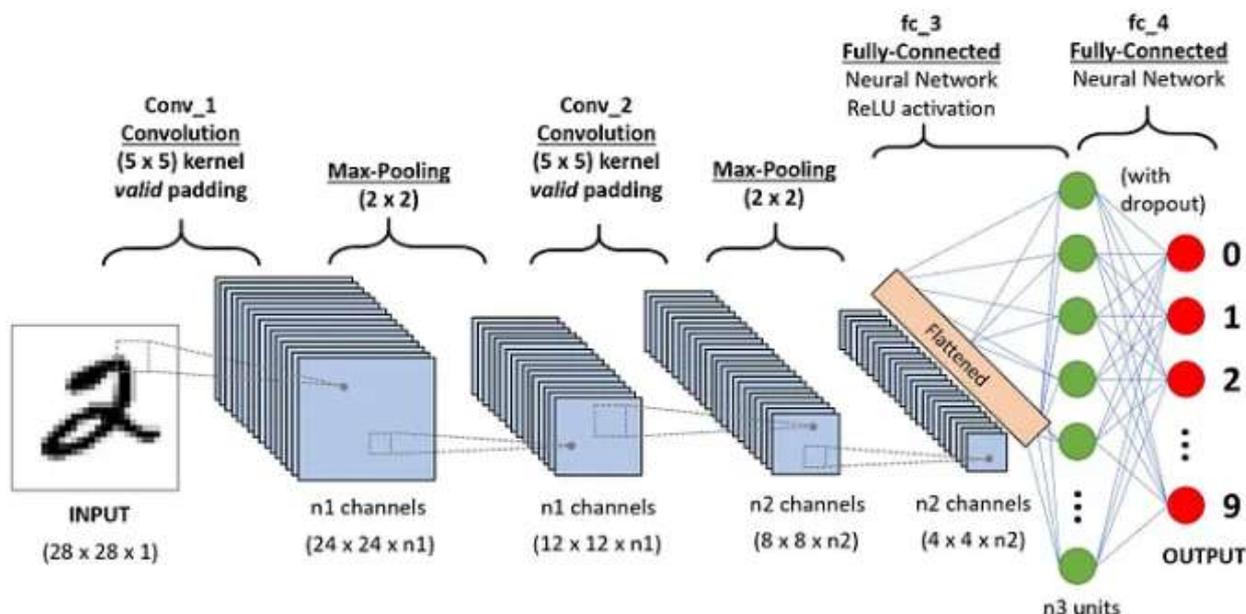 Conv_1
Convolution
(5 x 5) kernel
valid padding
Max-Pooling
(2 x 2)
Conv_2
Convolution
(5 x 5) kernel
valid padding
Max-Pooling
(2 x 2)
fc_3
Fully-Connected
Neural Network
ReLU activation
fc_4
Fully-Connected
Neural Network
(with
dropout)
Flattened
0
1
2
9
OUTPUT
2
INPUT
(28 x 28 x 1)
n1 channels
(24 x 24 x n1)
n1 channels
(12 x 12 x n1)
n2 channels
(8 x 8 x n2)
n2 channels
(4 x 4 x n2)
n3 units